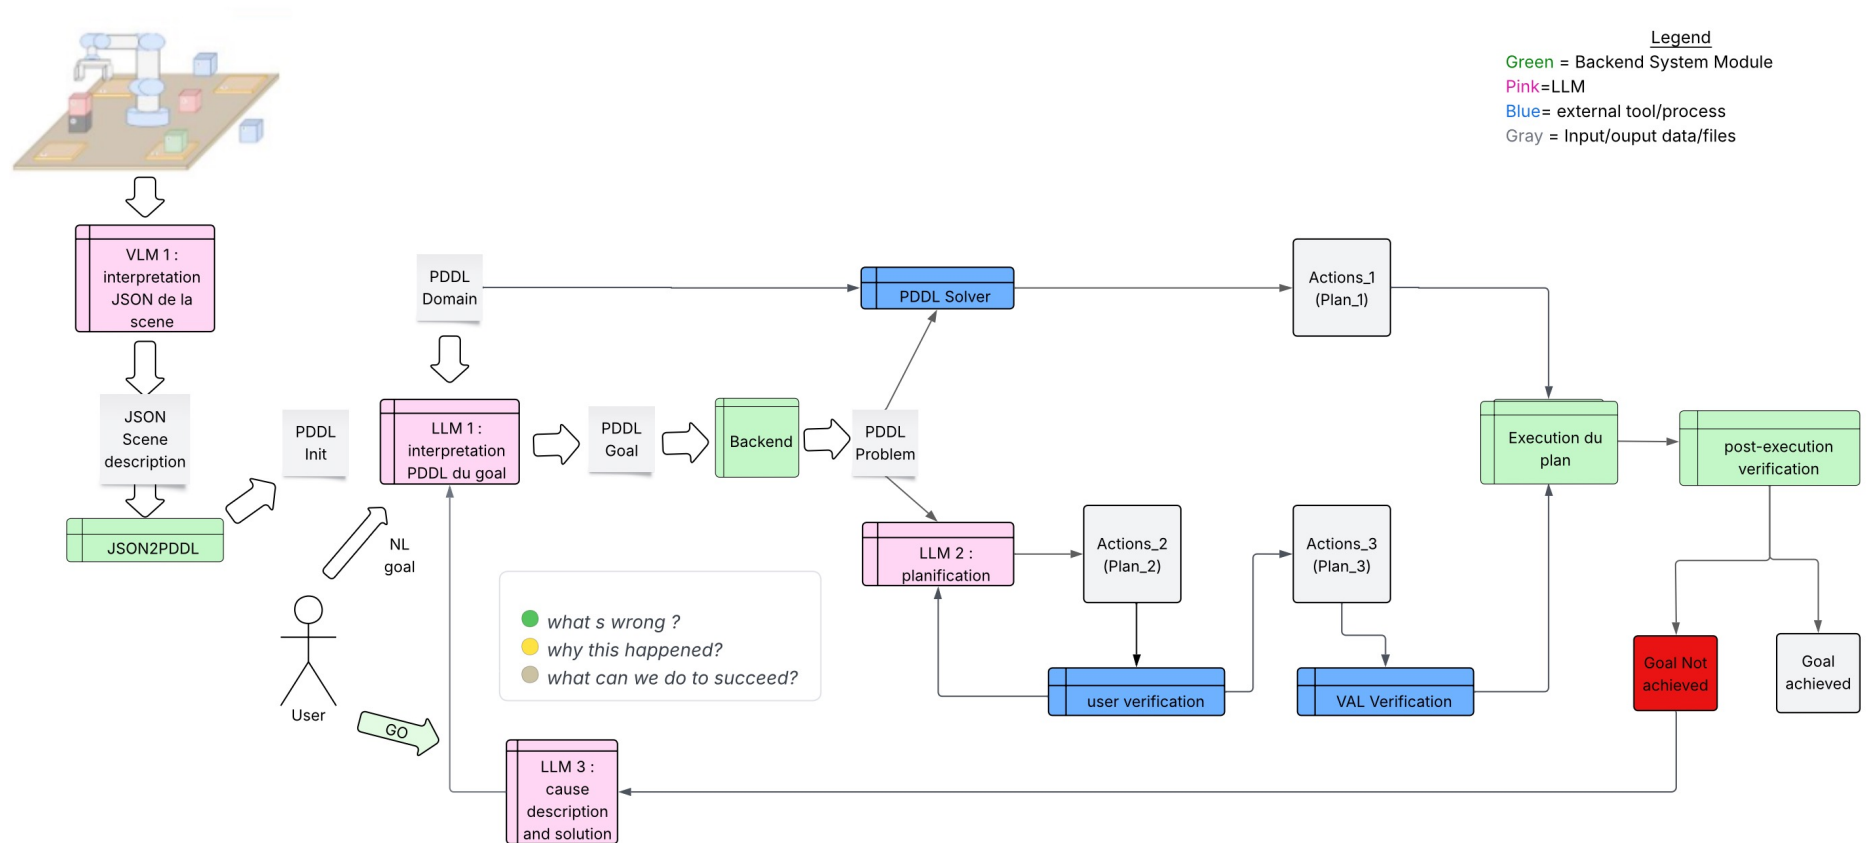 Legend
Green = Backend System Module
Pink=LLM
Blue= external tool/process
Gray = Input/ouput data/files
VLM 1 :
interpretation
JSON de la
scene
JSON
Scene
description
JSON2PDDL
PDDL
Init
NL
goal
User
GO
PDDL
Domain
LLM 1 :
interpretation
PDDL du goal
PDDL
Goal
Backend
PDDL
Problem
PDDL Solver
Actions_1
(Plan_1)
LLM 2 :
planification
Actions_2
(Plan_2)
user verification
Actions_3
(Plan_3)
VAL Verification
Execution du
plan
post-execution
verification
Goal Not
achieved
Goal
achieved
what s wrong ?
why this happened?
what can we do to succeed?
LLM 3 :
cause
description
and solution